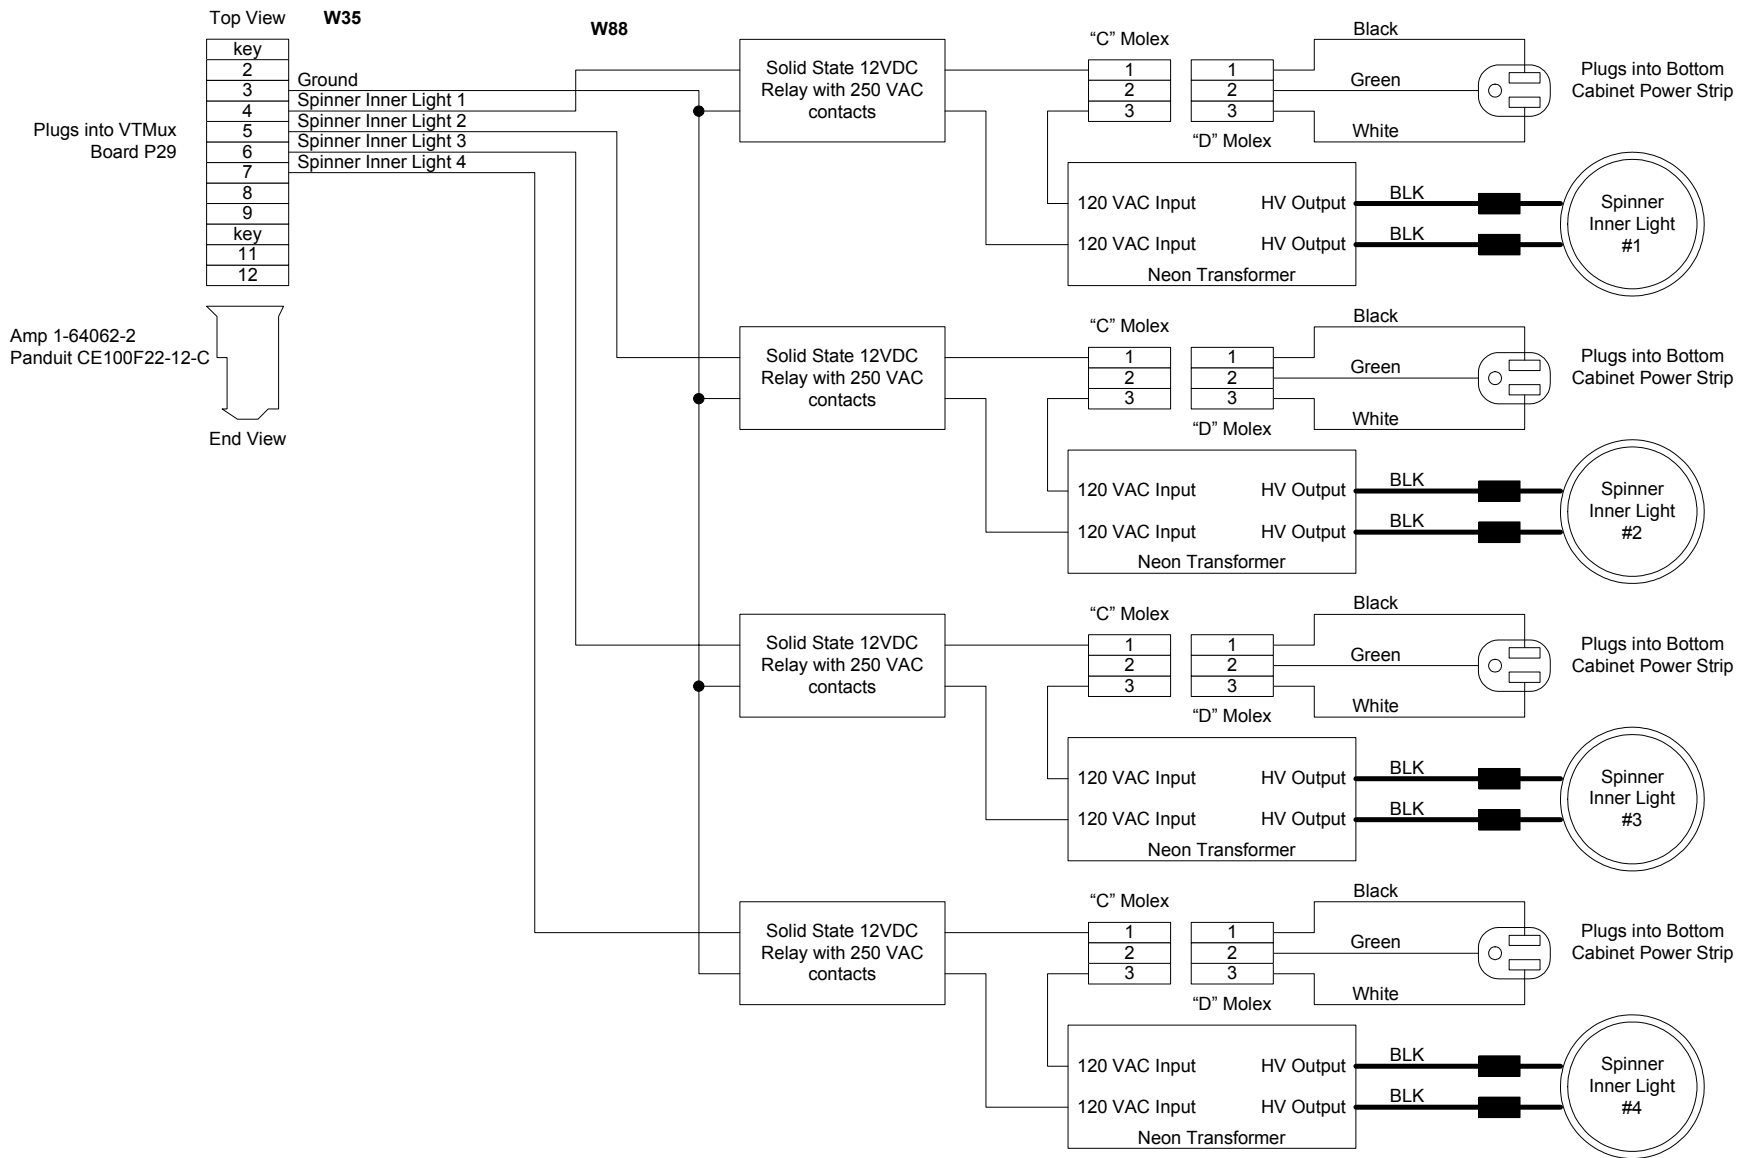 Top View
W35
W88
key
2
3
4
5
6
7
8
9
key
11
12
Plugs into VTMux
Board P29
Ground
Spinner Inner Light 1
Spinner Inner Light 2
Spinner Inner Light 3
Spinner Inner Light 4
Amp 1-64062-2
Panduit CE100F22-12-C
End View
Solid State 12VDC
Relay with 250 VAC
contacts
“C” Molex
1
2
3
1
2
3
“D” Molex
Black
Green
White
Plugs into Bottom
Cabinet Power Strip
120 VAC Input
HV Output
120 VAC Input
HV Output
Neon Transformer
BLK
BLK
Spinner
Inner Light
#1
Solid State 12VDC
Relay with 250 VAC
contacts
“C” Molex
1
2
3
1
2
3
“D” Molex
Black
Green
White
Plugs into Bottom
Cabinet Power Strip
120 VAC Input
HV Output
120 VAC Input
HV Output
Neon Transformer
BLK
BLK
Spinner
Inner Light
#2
Solid State 12VDC
Relay with 250 VAC
contacts
“C” Molex
1
2
3
1
2
3
“D” Molex
Black
Green
White
Plugs into Bottom
Cabinet Power Strip
120 VAC Input
HV Output
120 VAC Input
HV Output
Neon Transformer
BLK
BLK
Spinner
Inner Light
#3
Solid State 12VDC
Relay with 250 VAC
contacts
“C” Molex
1
2
3
1
2
3
“D” Molex
Black
Green
White
Plugs into Bottom
Cabinet Power Strip
120 VAC Input
HV Output
120 VAC Input
HV Output
Neon Transformer
BLK
BLK
Spinner
Inner Light
#4